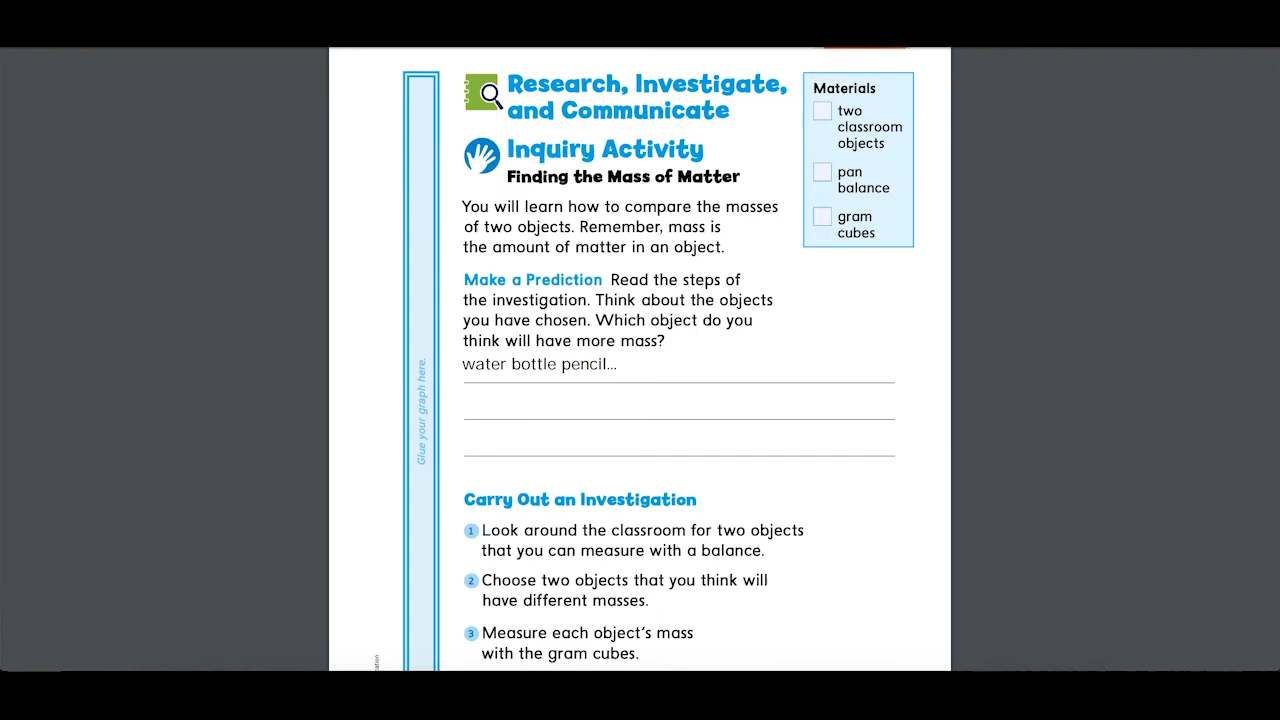 Research, Investigate,
and Communicate
Inquiry Activity
Finding the Mass of Matter
You will learn how to compare the masses
of two objects. Remember, mass is
the amount of matter in an object.
Make a Prediction Read the steps of
the investigation. Think about the objects
you have chosen. Which object do you
think will have more mass?
water bottle pencil...
Carry Out an Investigation
1 Look around the classroom for two objects
that you can measure with a balance.
2 Choose two objects that you think will
have different masses.
3 Measure each object's mass
with the gram cubes.
Materials
two
classroom
objects
pan
balance
gram
cubes
Glue your graph here.